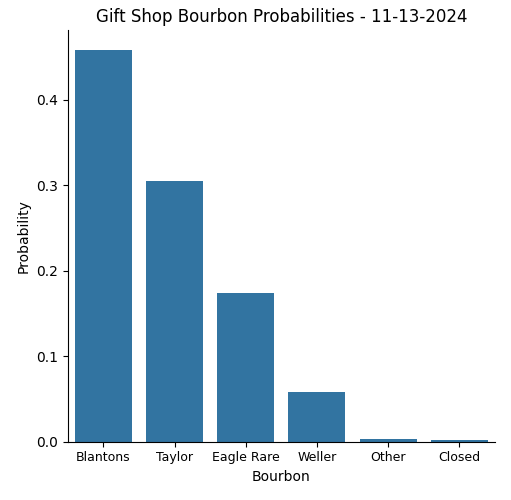 Gift Shop Bourbon Probabilities - 11-13-2024
0.4
0.3
0.2
0.1
0.0
Probability
Blantons Taylor Eagle Rare Weller Other Closed
Bourbon